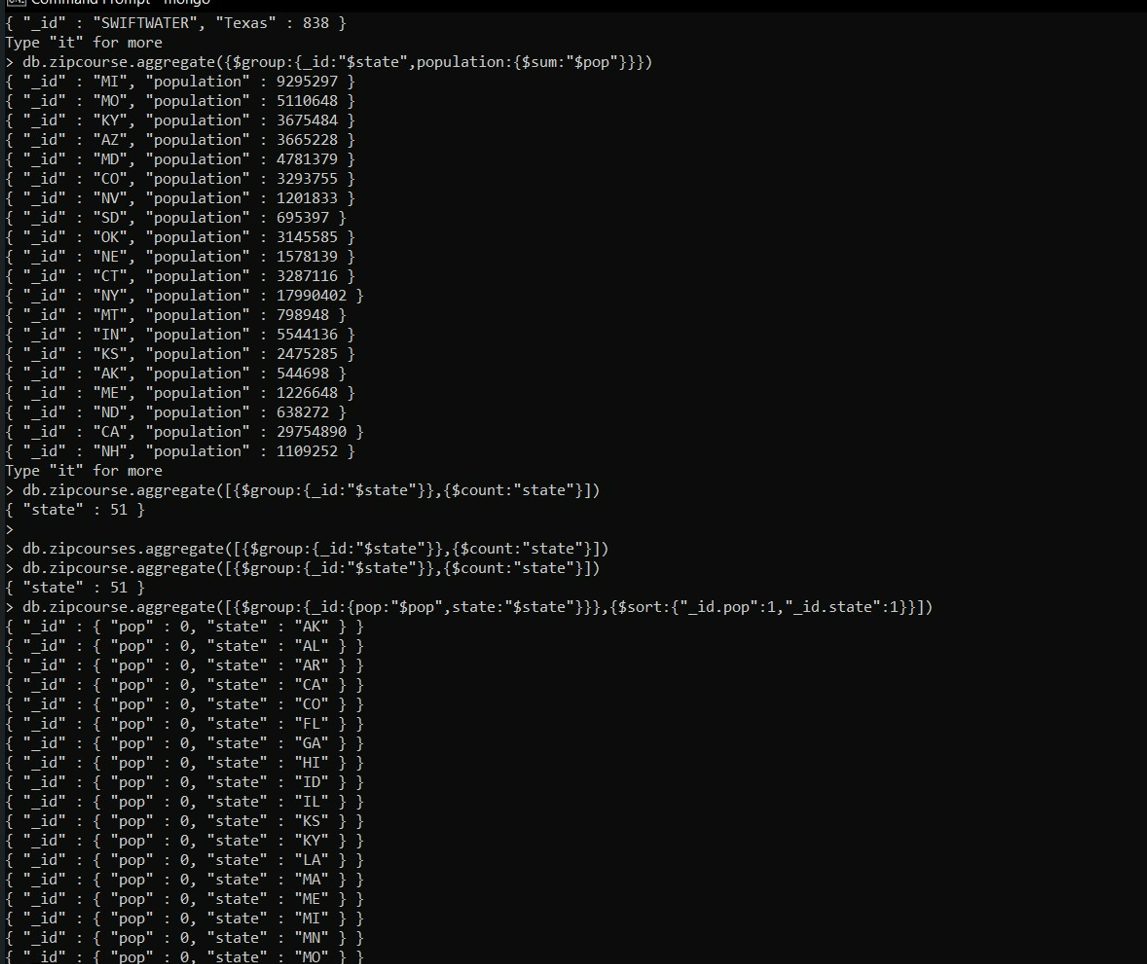 Command Prompt - mongo
{ "_id" : "SWIFTWATER", "Texas" : 838 }
Type "it" for more
> db.zipcourse.aggregate({$group:{_id:"$state",population:{$sum:"$pop"}}})
{ "_id" : "MI", "population" : 9295297 }
{ "_id" : "MO", "population" : 5110648 }
{ "_id" : "KY", "population" : 3675484 }
{ "_id" : "AZ", "population" : 3665228 }
{ "_id" : "MD", "population" : 4781379 }
{ "_id" : "CO", "population" : 3293755 }
{ "_id" : "NV", "population" : 1201833 }
{ "_id" : "SD", "population" : 695397 }
{ "_id" : "OK", "population" : 3145585 }
{ "_id" : "NE", "population" : 1578139 }
{ "_id" : "CT", "population" : 3287116 }
{ "_id" : "NY", "population" : 17990402 }
{ "_id" : "MT", "population" : 798948 }
{ "_id" : "IN", "population" : 5544136 }
{ "_id" : "KS", "population" : 2475285 }
{ "_id" : "AK", "population" : 544698 }
{ "_id" : "ME", "population" : 1226648 }
{ "_id" : "ND", "population" : 638272 }
{ "_id" : "CA", "population" : 29754890 }
{ "_id" : "NH", "population" : 1109252 }
Type "it" for more
> db.zipcourse.aggregate([{$group:{_id:"$state"}},{$count:"state"}])
{ "state" : 51 }
>
> db.zipcourses.aggregate([{$group:{_id:"$state"}},{$count:"state"}])
> db.zipcourse.aggregate([{$group:{_id:"$state"}},{$count:"state"}])
{ "state" : 51 }
> db.zipcourse.aggregate([{$group:{_id:{pop:"$pop",state:"$state"}}},{$sort:{"_id.pop":1,"_id.state":1}}])
{ "_id" : { "pop" : 0, "state" : "AK" } }
{ "_id" : { "pop" : 0, "state" : "AL" } }
{ "_id" : { "pop" : 0, "state" : "AR" } }
{ "_id" : { "pop" : 0, "state" : "CA" } }
{ "_id" : { "pop" : 0, "state" : "CO" } }
{ "_id" : { "pop" : 0, "state" : "FL" } }
{ "_id" : { "pop" : 0, "state" : "GA" } }
{ "_id" : { "pop" : 0, "state" : "HI" } }
{ "_id" : { "pop" : 0, "state" : "ID" } }
{ "_id" : { "pop" : 0, "state" : "IL" } }
{ "_id" : { "pop" : 0, "state" : "KS" } }
{ "_id" : { "pop" : 0, "state" : "KY" } }
{ "_id" : { "pop" : 0, "state" : "LA" } }
{ "_id" : { "pop" : 0, "state" : "MA" } }
{ "_id" : { "pop" : 0, "state" : "ME" } }
{ "_id" : { "pop" : 0, "state" : "MI" } }
{ "_id" : { "pop" : 0, "state" : "MN" } }
{ "_id" : { "pop" : 0, "state" : "MO" } }